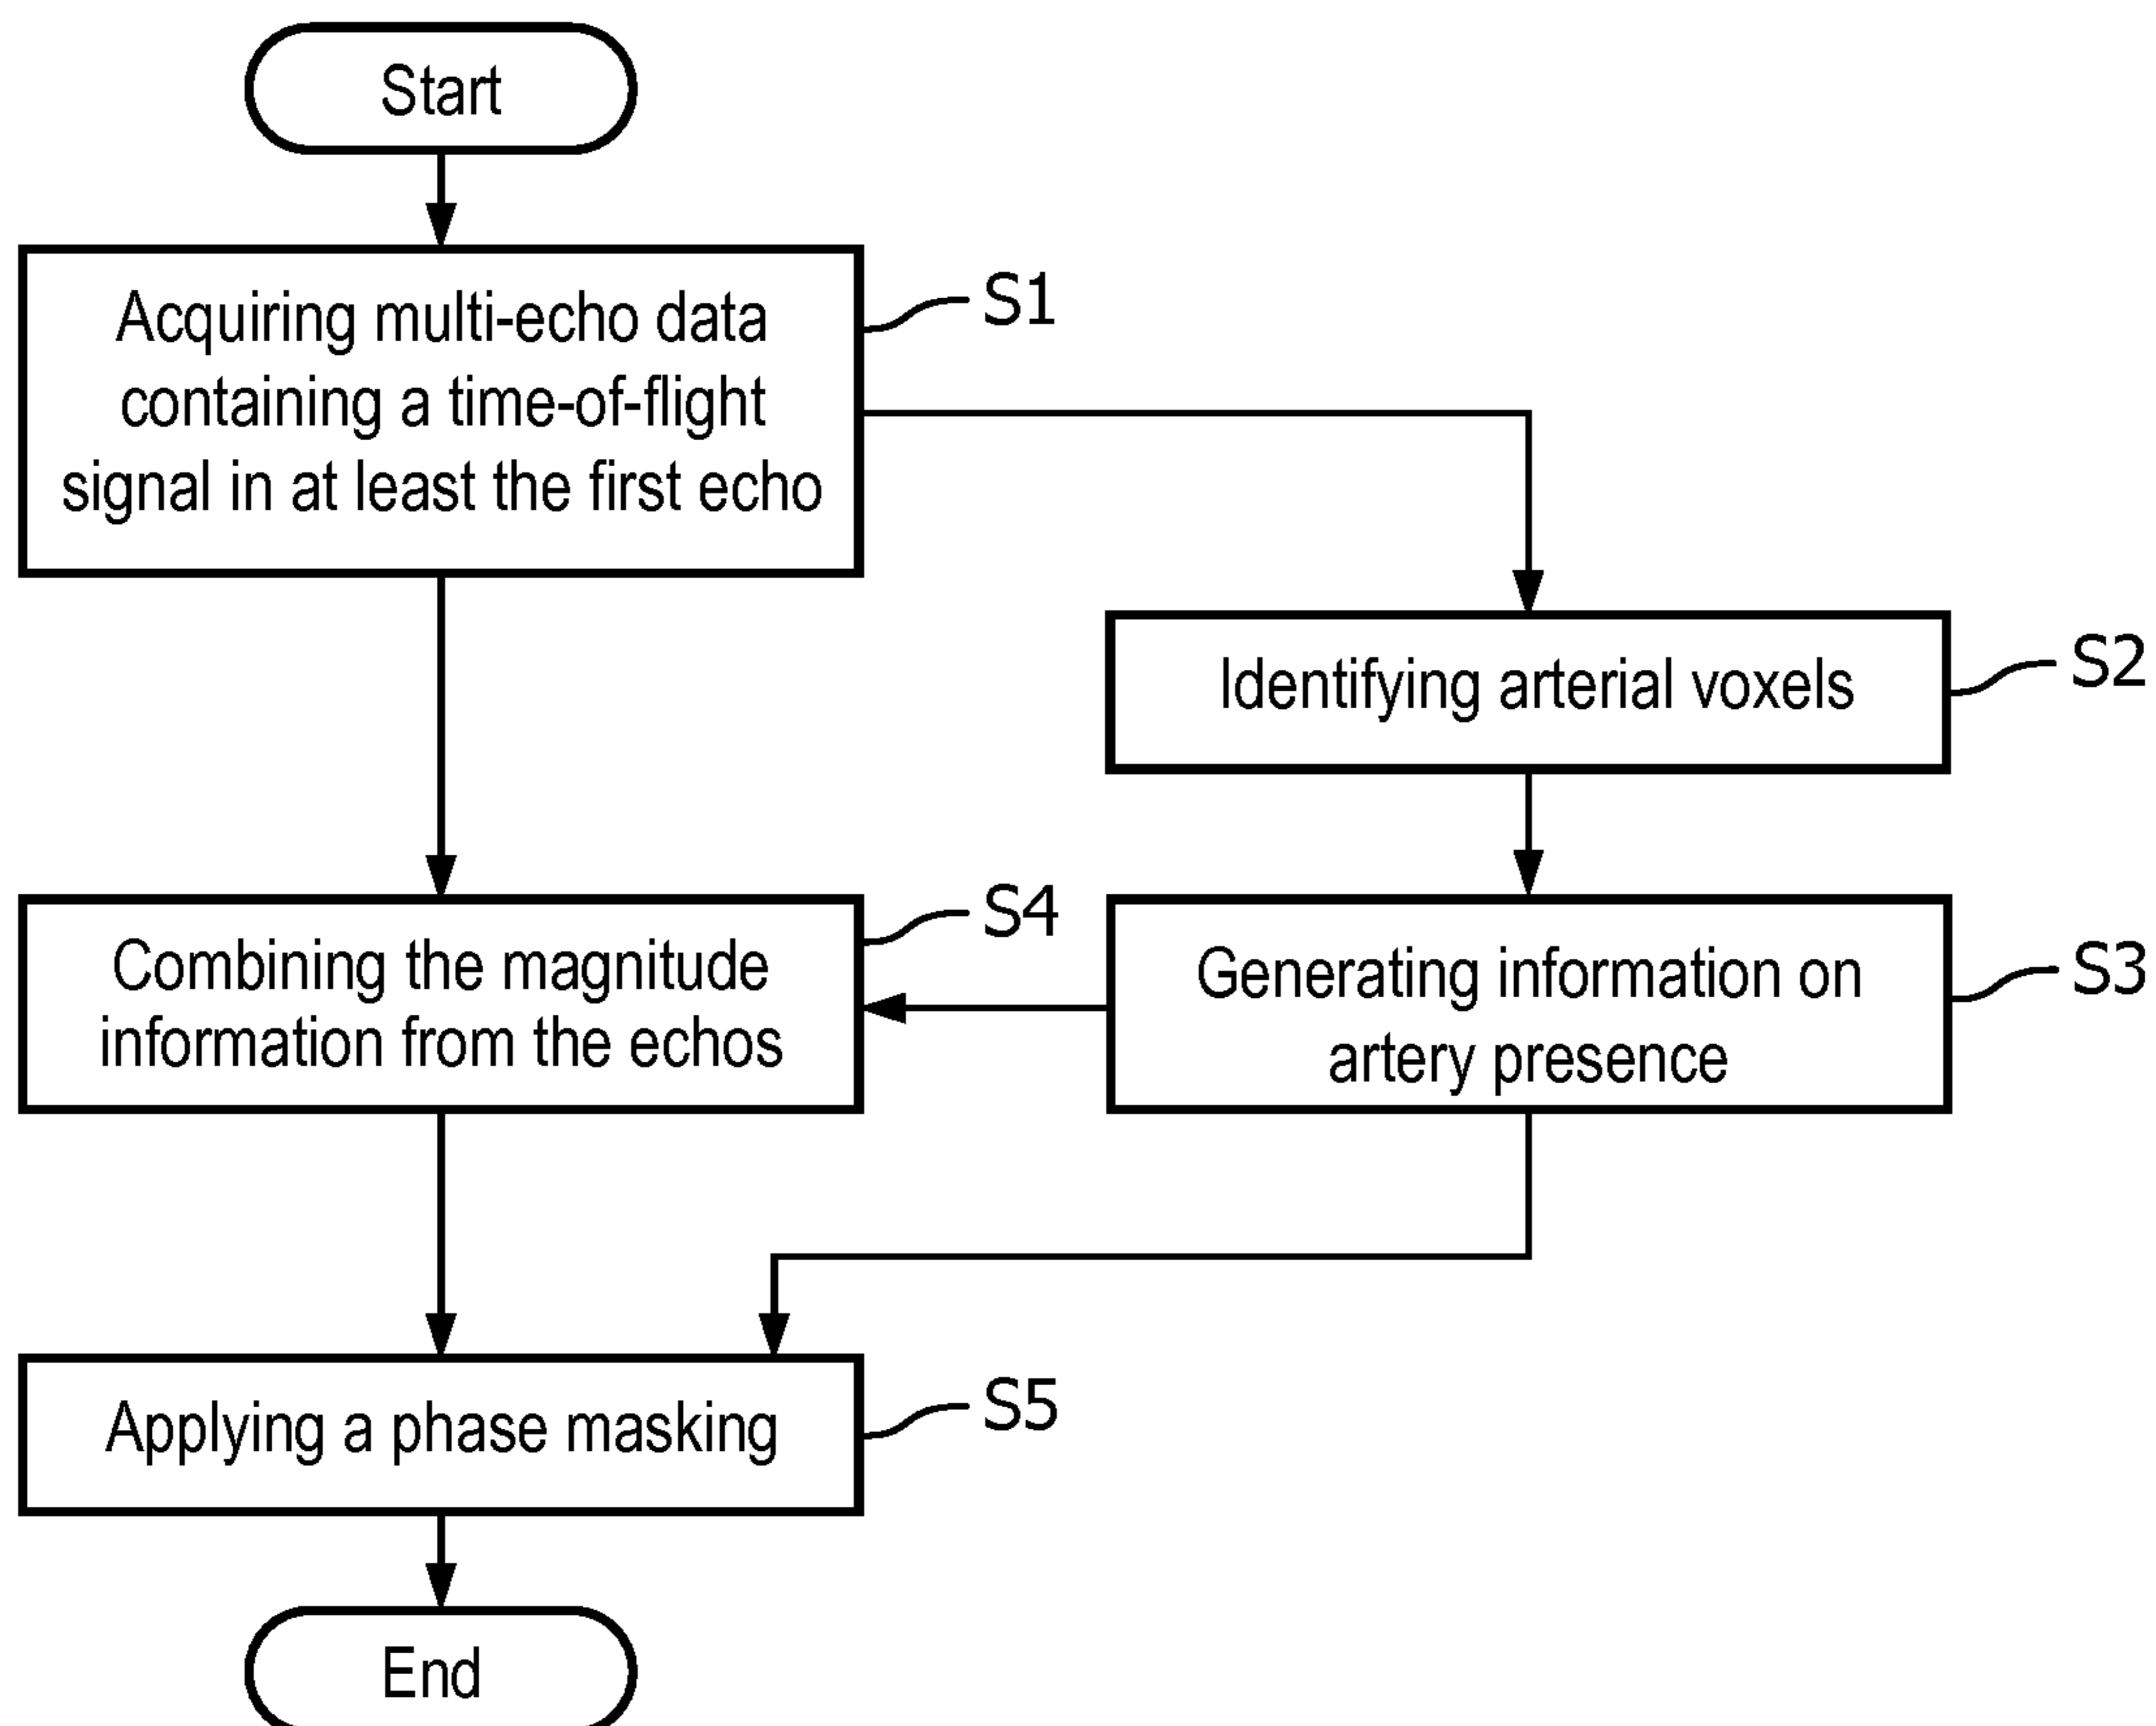 Start
Acquiring multi-echo data
containing a time-of-flight
signal in at least the first echo
S1
Identifying arterial voxels
S2
Combining the magnitude
information from the echos
S4
Generating information on
artery presence
S3
Applying a phase masking
S5
End